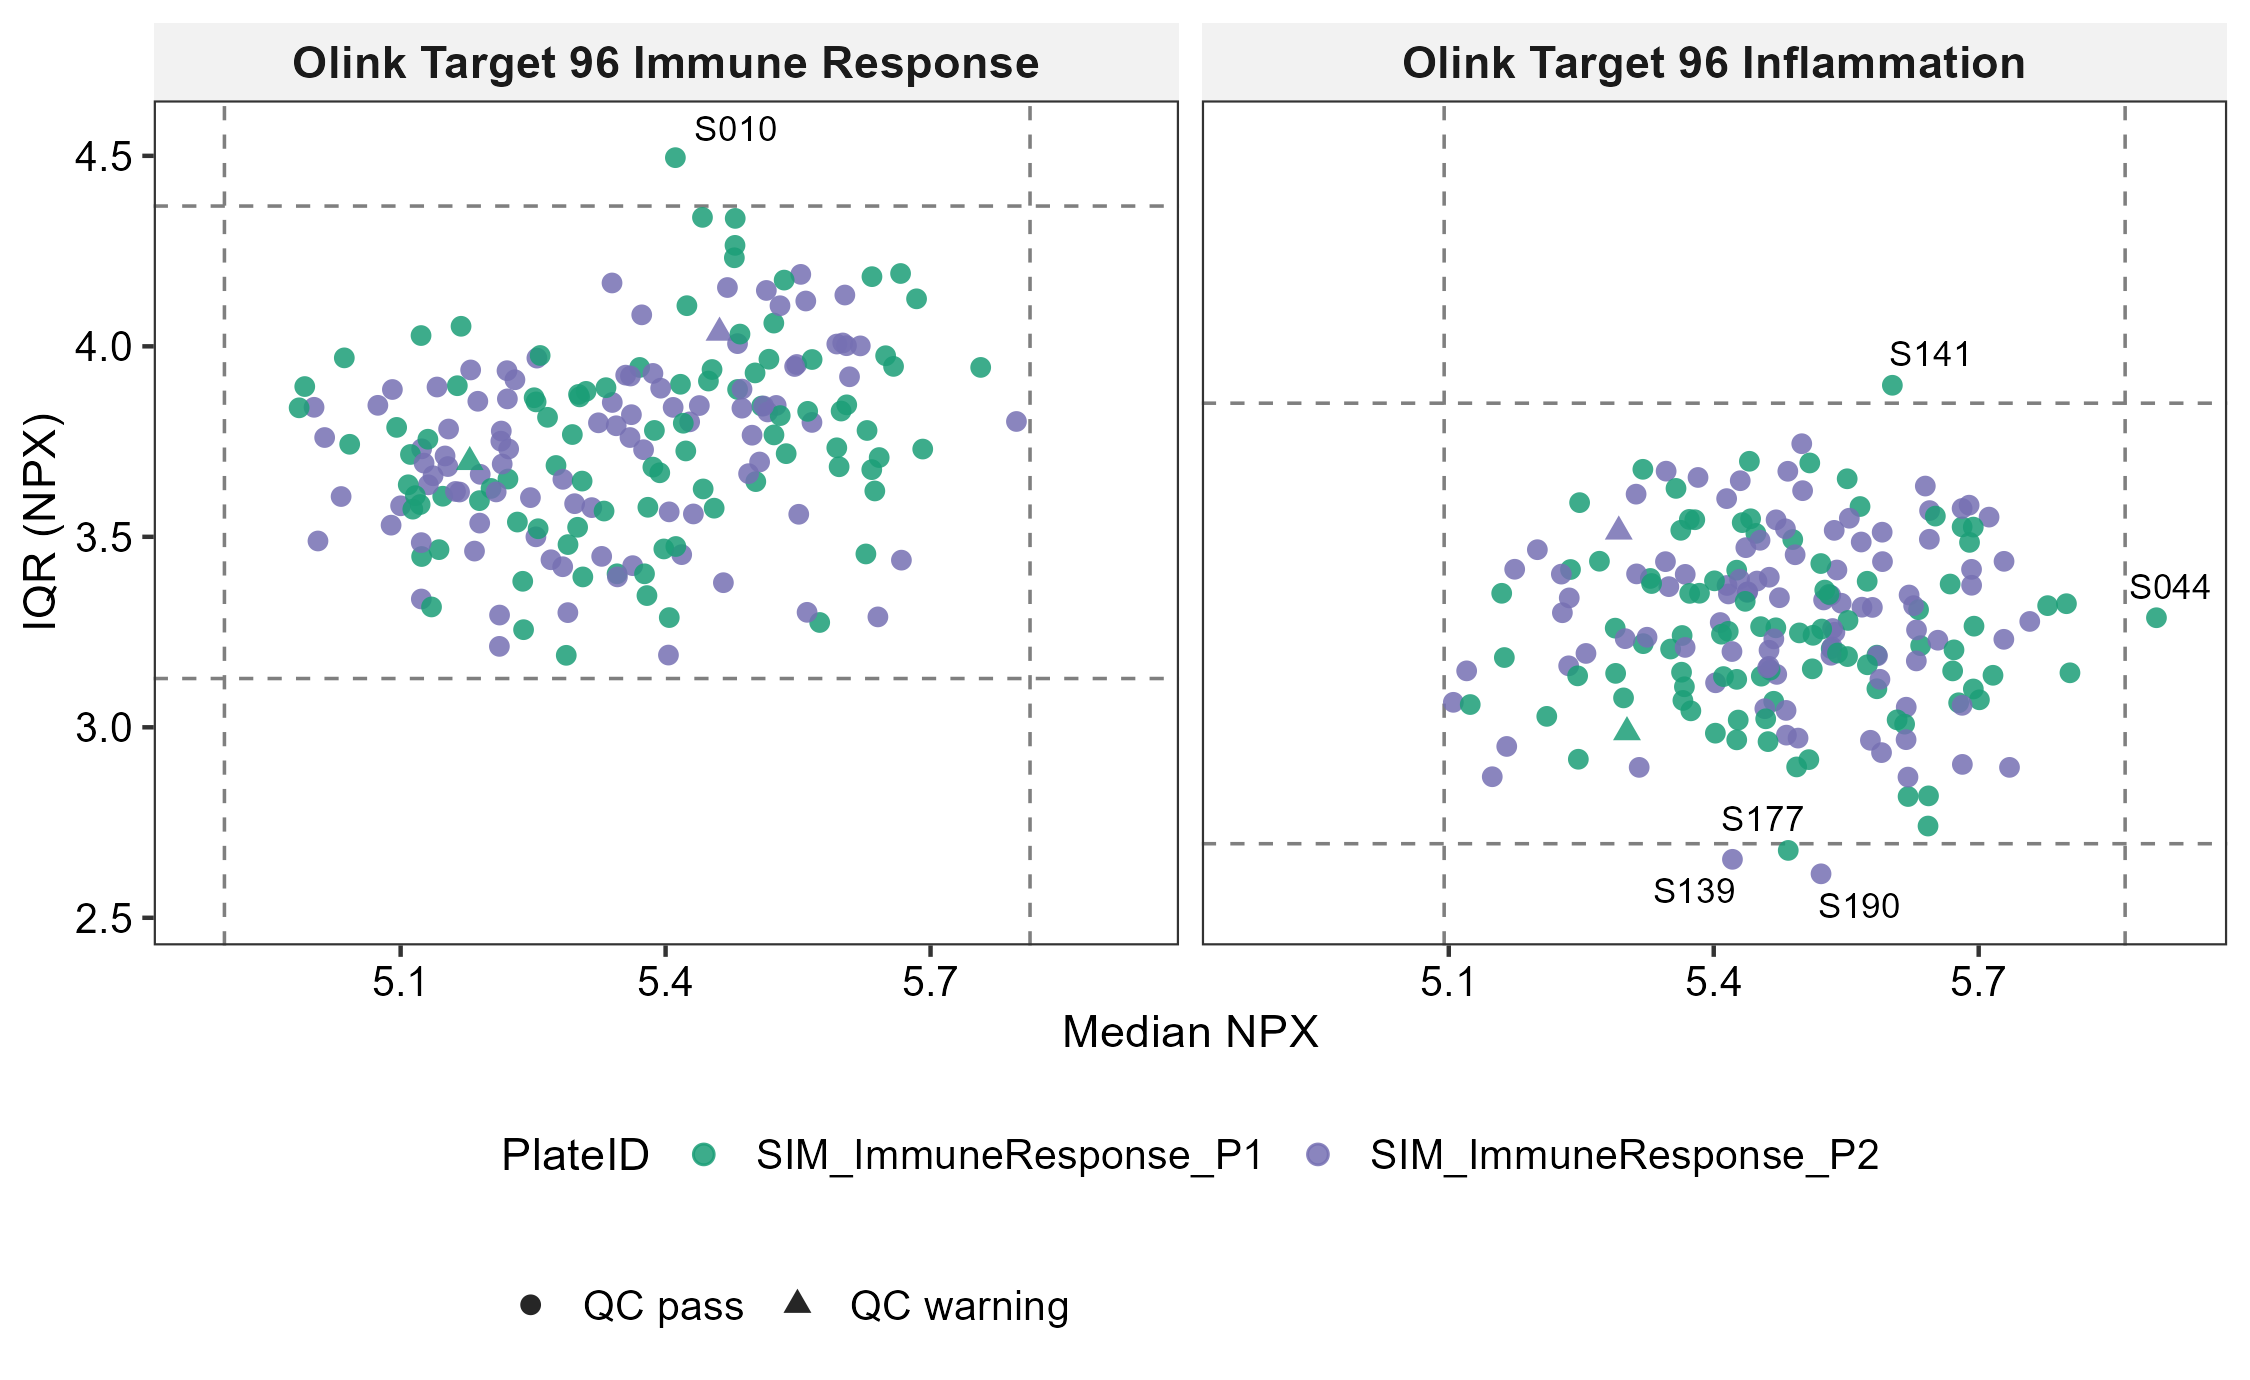 Olink Target 96 Immune Response
Olink Target 96 Inflammation
S010
S141
S044
S177
S139
S190
4.5
4.0
3.5
3.0
2.5
IQR (NPX)
5.1
5.4
5.7
5.1
5.4
5.7
Median NPX
PlateID
SIM_ImmuneResponse_P1
SIM_ImmuneResponse_P2
QC pass
QC warning